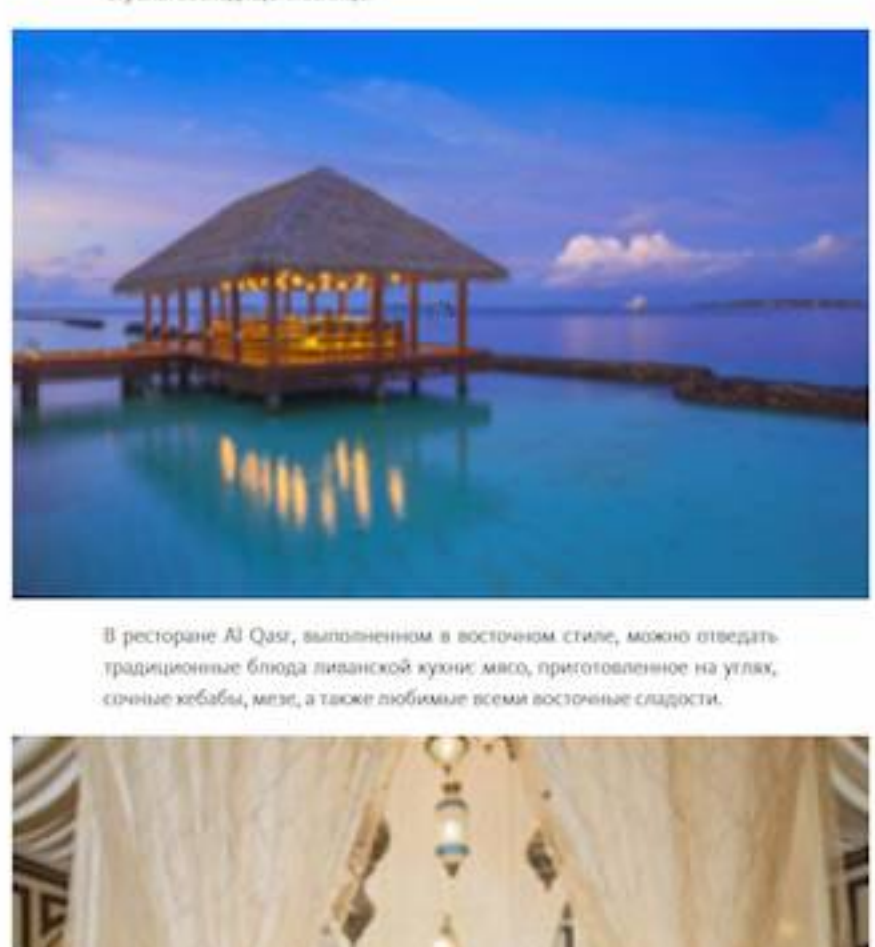 В ресторане Al Qasr, выполненном в восточном стиле, можно отведать
традиционные блюда ливанской кухни: мясо, приготовленное на углях,
сочные кебабы, мезе, а также любимые всеми восточные сладости.